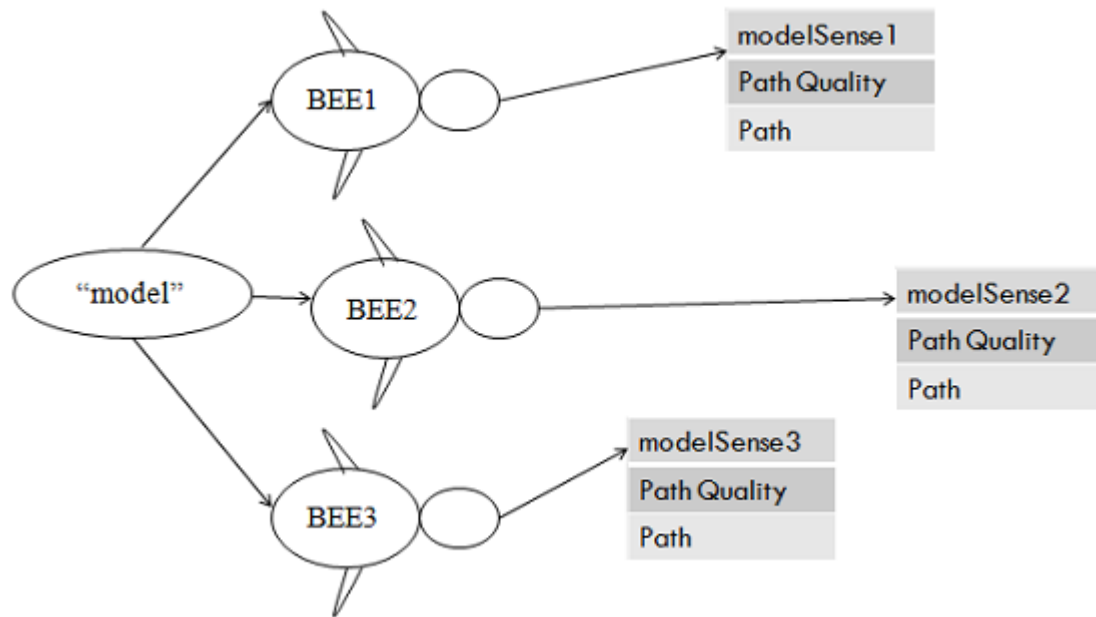 BEE1
modelSense1
Path Quality
Path
“model”
BEE2
modelSense2
Path Quality
Path
BEE3
modelSense3
Path Quality
Path